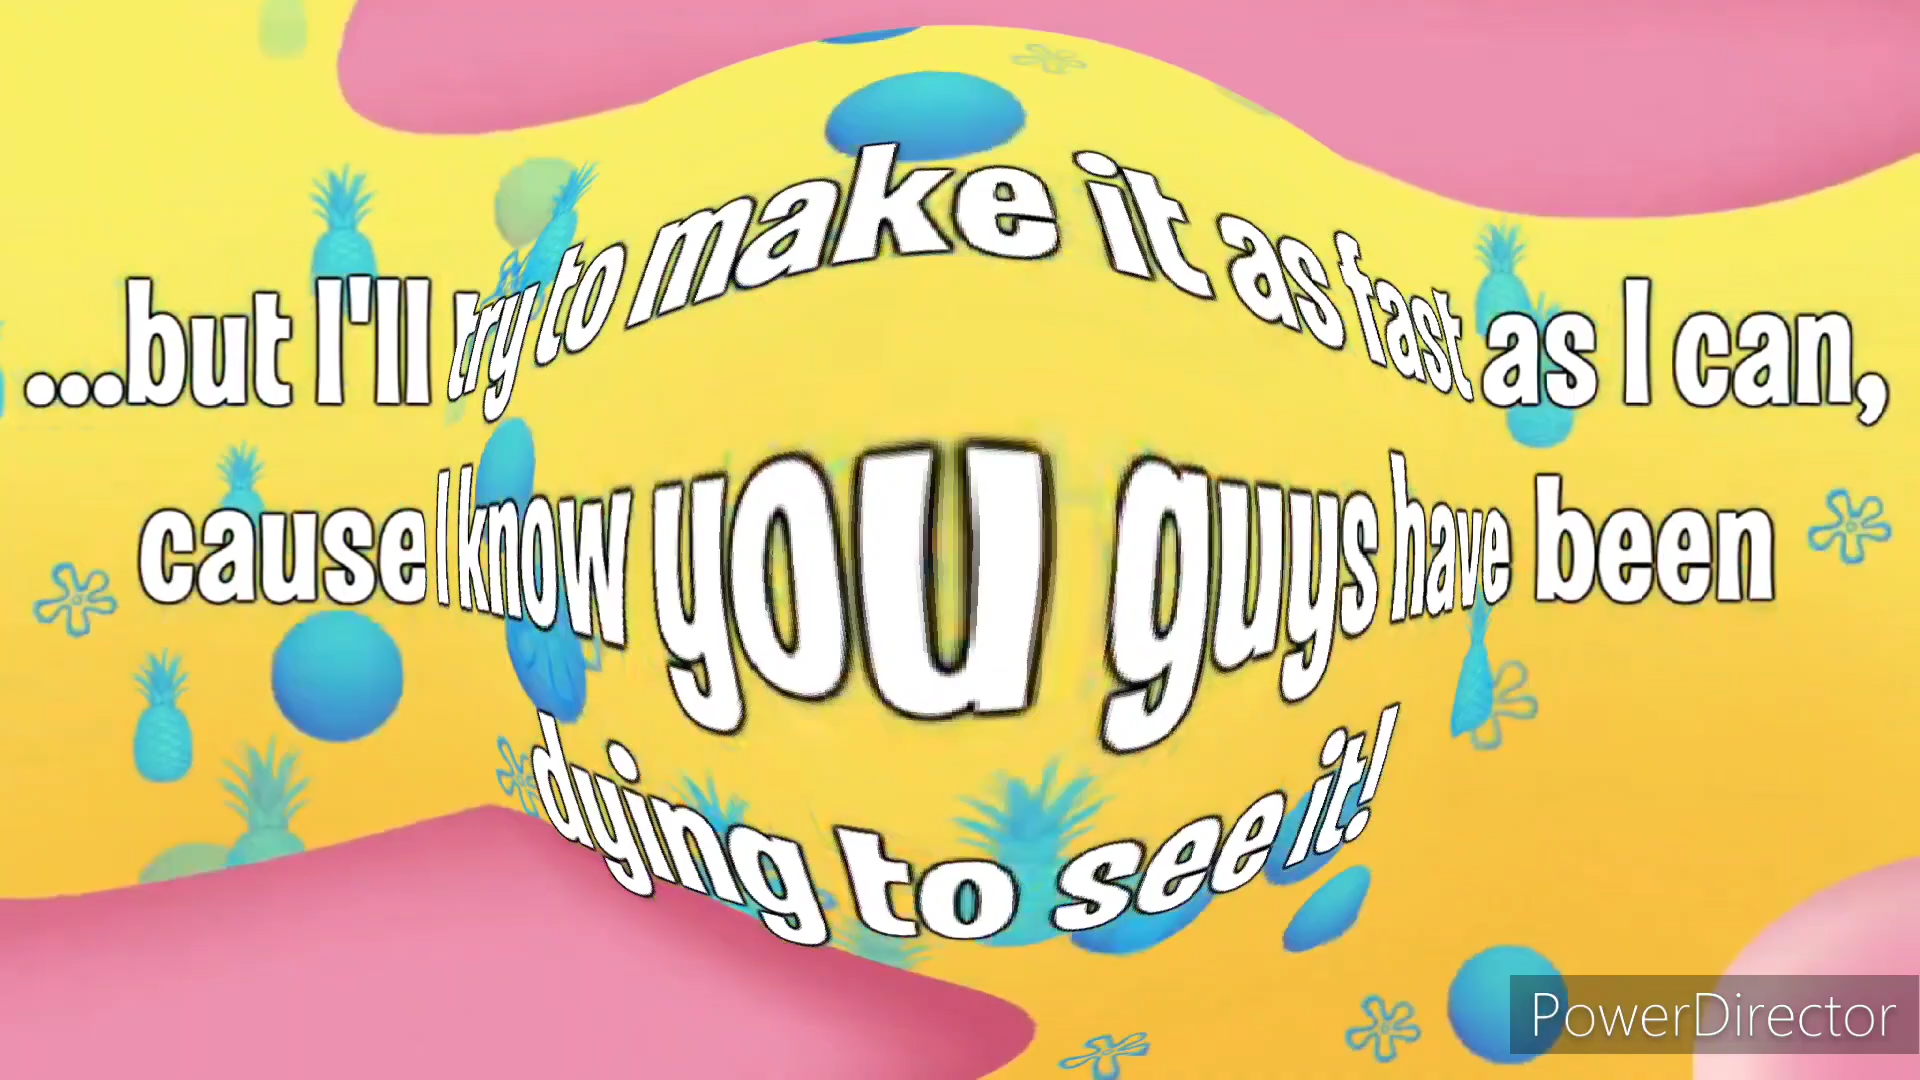 ...but I'll try to make it as fast as I can,
cause I know you guys have been
dying to see it!
PowerDirector